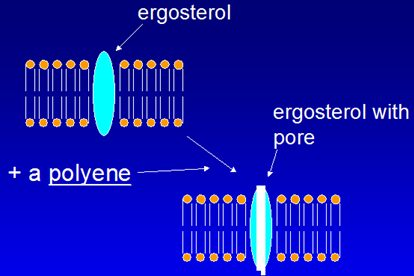 ergosterol
ergosterol with
pore
+ a polyene